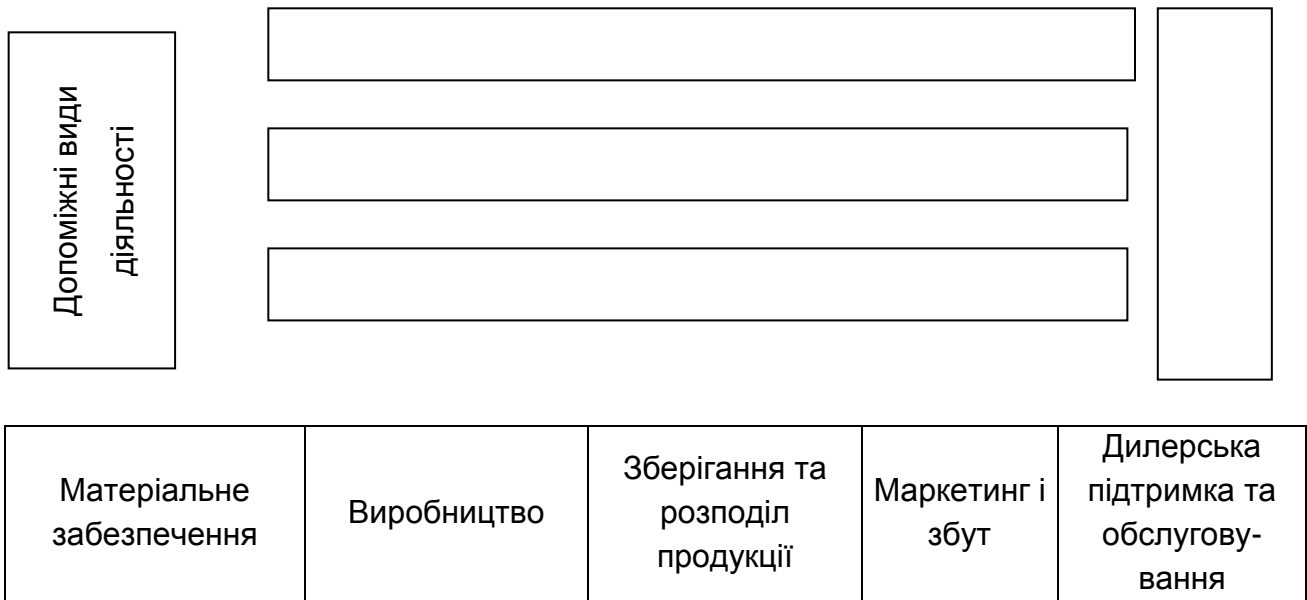 Допоміжні види
діяльності
Матеріальне
забезпечення
Виробництво
Зберігання та
розподіл
продукції
Маркетинг і
збут
Дилерська
підтримка та
обслугову-
вання